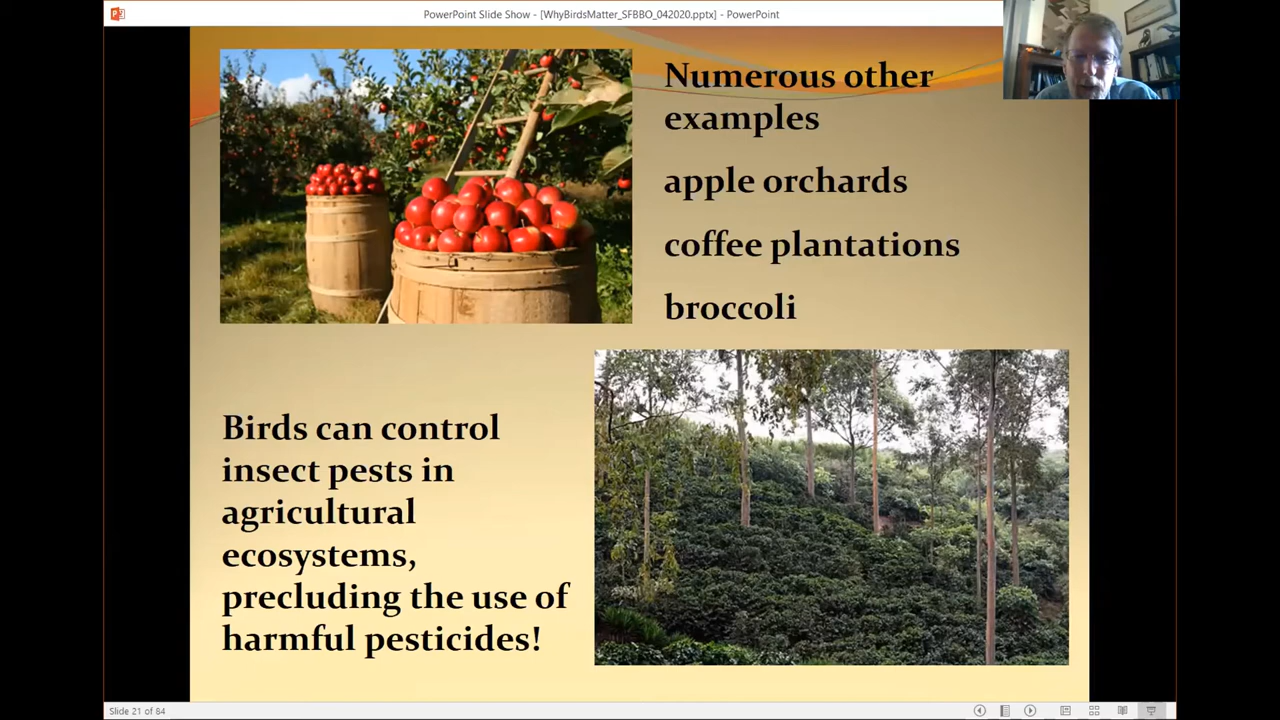 PowerPoint Slide Show - [WhyBirdsMatter_SFBBO_042020.pptx] - PowerPoint
Numerous other
examples
apple orchards
coffee plantations
broccoli
Birds can control
insect pests in
agricultural
ecosystems,
precluding the use of
harmful pesticides!
Slide 21 of 84